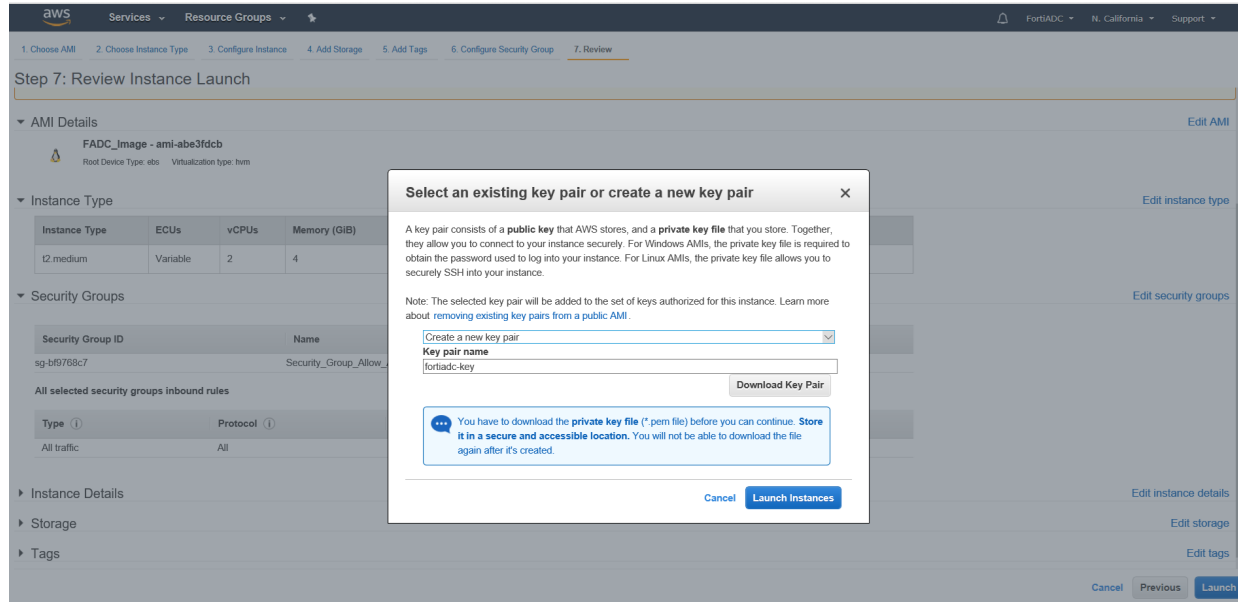 aws Services Resource Groups FortiADC N. California Support
1. Choose AMI 2. Choose Instance Type 3. Configure Instance 4. Add Storage 5. Add Tags 6. Configure Security Group 7. Review
Step 7: Review Instance Launch
AMI Details Edit AMI
FADC_Image - ami-abe3fdcb
Root Device Type: ebs Virtualization type: hvm
Instance Type Edit instance type
Instance Type ECUs vCPUs Memory (GiB)
t2.medium Variable 2 4
Security Groups Edit security groups
Security Group ID Name
sg-bf9768c7 Security_Group_Allow_
All selected security groups inbound rules
Type Protocol
All traffic All
Instance Details Edit instance details
Storage Edit storage
Tags Edit tags
Cancel Previous Launch
Select an existing key pair or create a new key pair
A key pair consists of a public key that AWS stores, and a private key file that you store. Together,
they allow you to connect to your instance securely. For Windows AMIs, the private key file is required to
obtain the password used to log into your instance. For Linux AMIs, the private key file allows you to
securely SSH into your instance.
Note: The selected key pair will be added to the set of keys authorized for this instance. Learn more
about removing existing key pairs from a public AMI.
Create a new key pair
Key pair name
fortiadc-key
Download Key Pair
You have to download the private key file (*.pem file) before you can continue. Store
it in a secure and accessible location. You will not be able to download the file
again after it's created.
Cancel Launch Instances